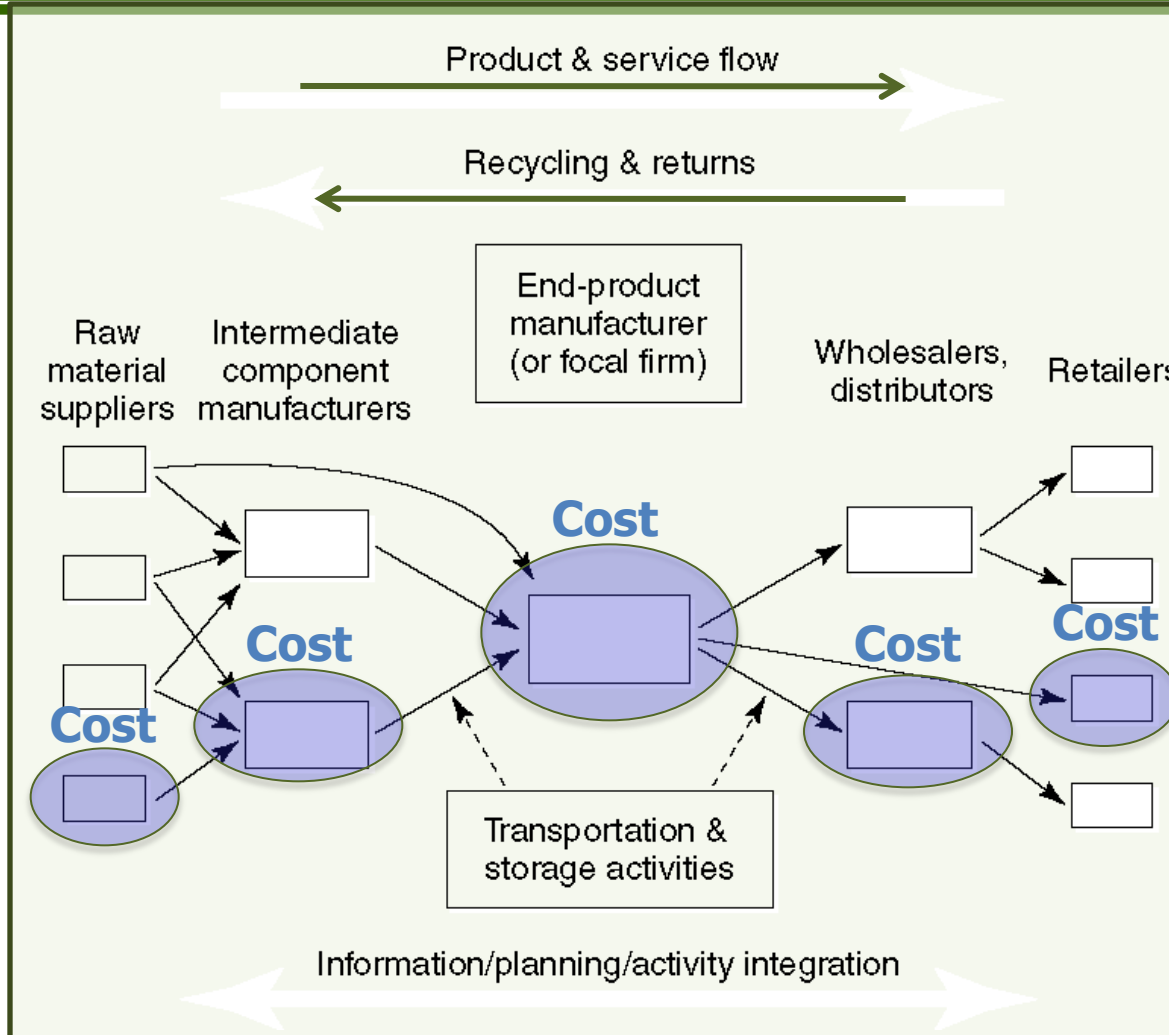 Product & service flow
Recycling & returns
End-product
manufacturer
(or focal firm)
Raw
material
suppliers
Intermediate
component
manufacturers
Wholesalers,
distributors
Retailers
Cost
Cost
Cost
Cost
Cost
Transportation &
storage activities
Information/planning/activity integration